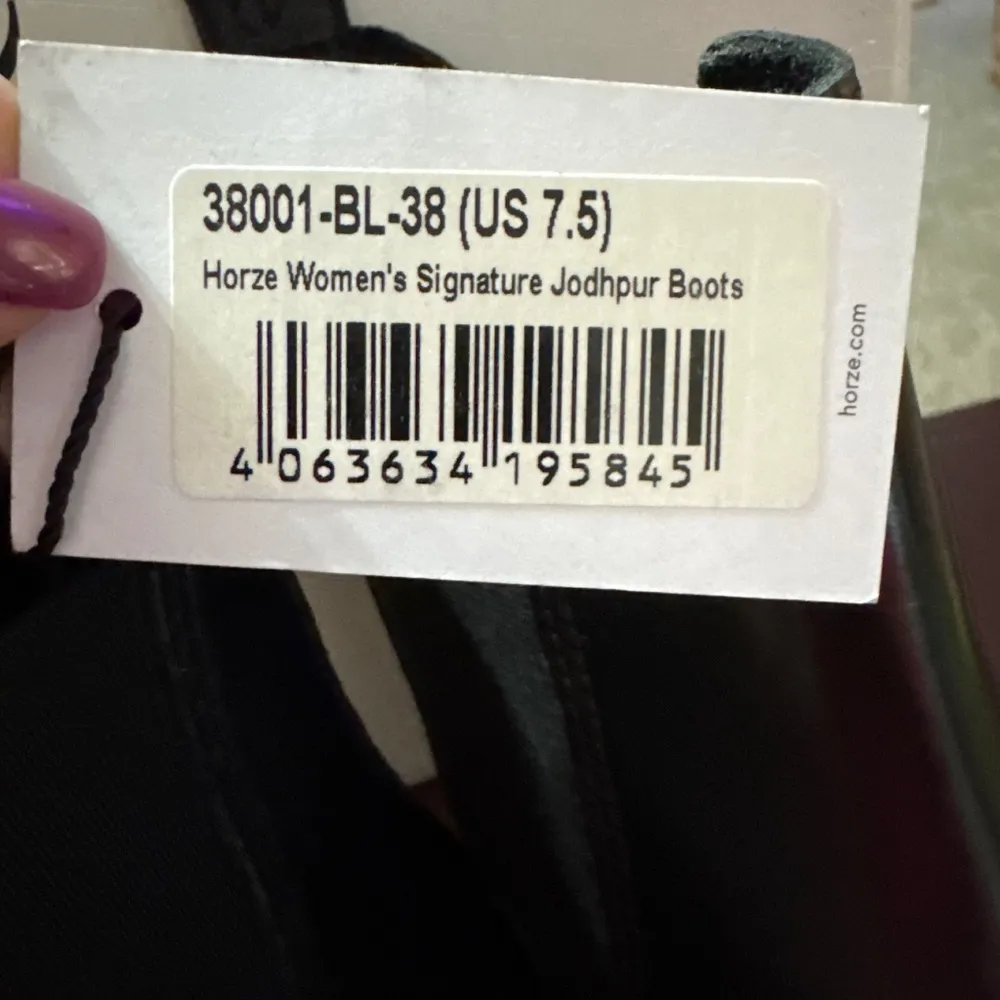 38001-BL-38 (US 7.5)
Horze Women's Signature Jodhpur Boots
4 063634 195845
horze.com